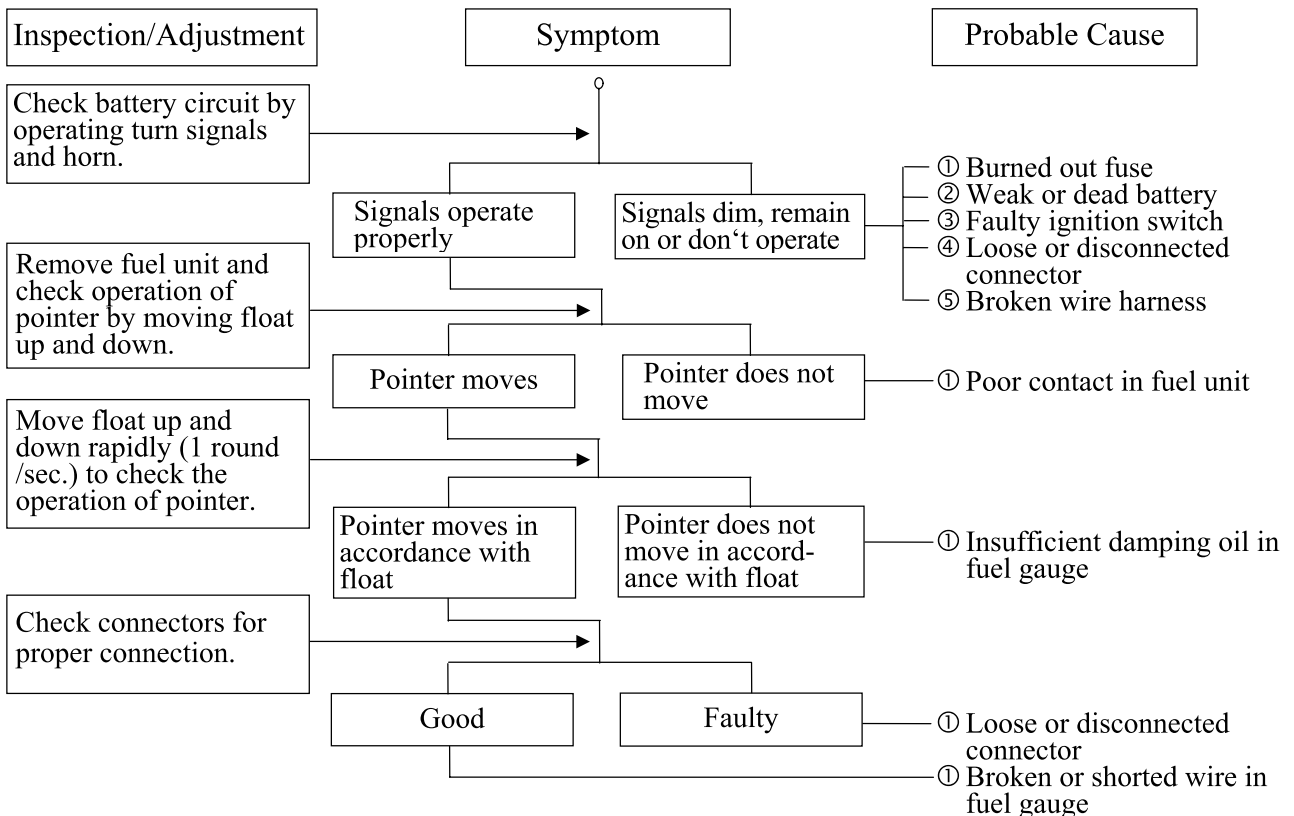 Inspection/Adjustment
Symptom
Probable Cause
Check battery circuit by
operating turn signals
and horn.
Signals operate
properly
Signals dim, remain
on or don‘t operate
① Burned out fuse
② Weak or dead battery
③ Faulty ignition switch
④ Loose or disconnected
connector
⑤ Broken wire harness
Remove fuel unit and
check operation of
pointer by moving float
up and down.
Pointer moves
Pointer does not
move
① Poor contact in fuel unit
Move float up and
down rapidly (1 round
/sec.) to check the
operation of pointer.
Pointer moves in
accordance with
float
Pointer does not
move in accord-
ance with float
① Insufficient damping oil in
fuel gauge
Check connectors for
proper connection.
Good
Faulty
① Loose or disconnected
connector
① Broken or shorted wire in
fuel gauge